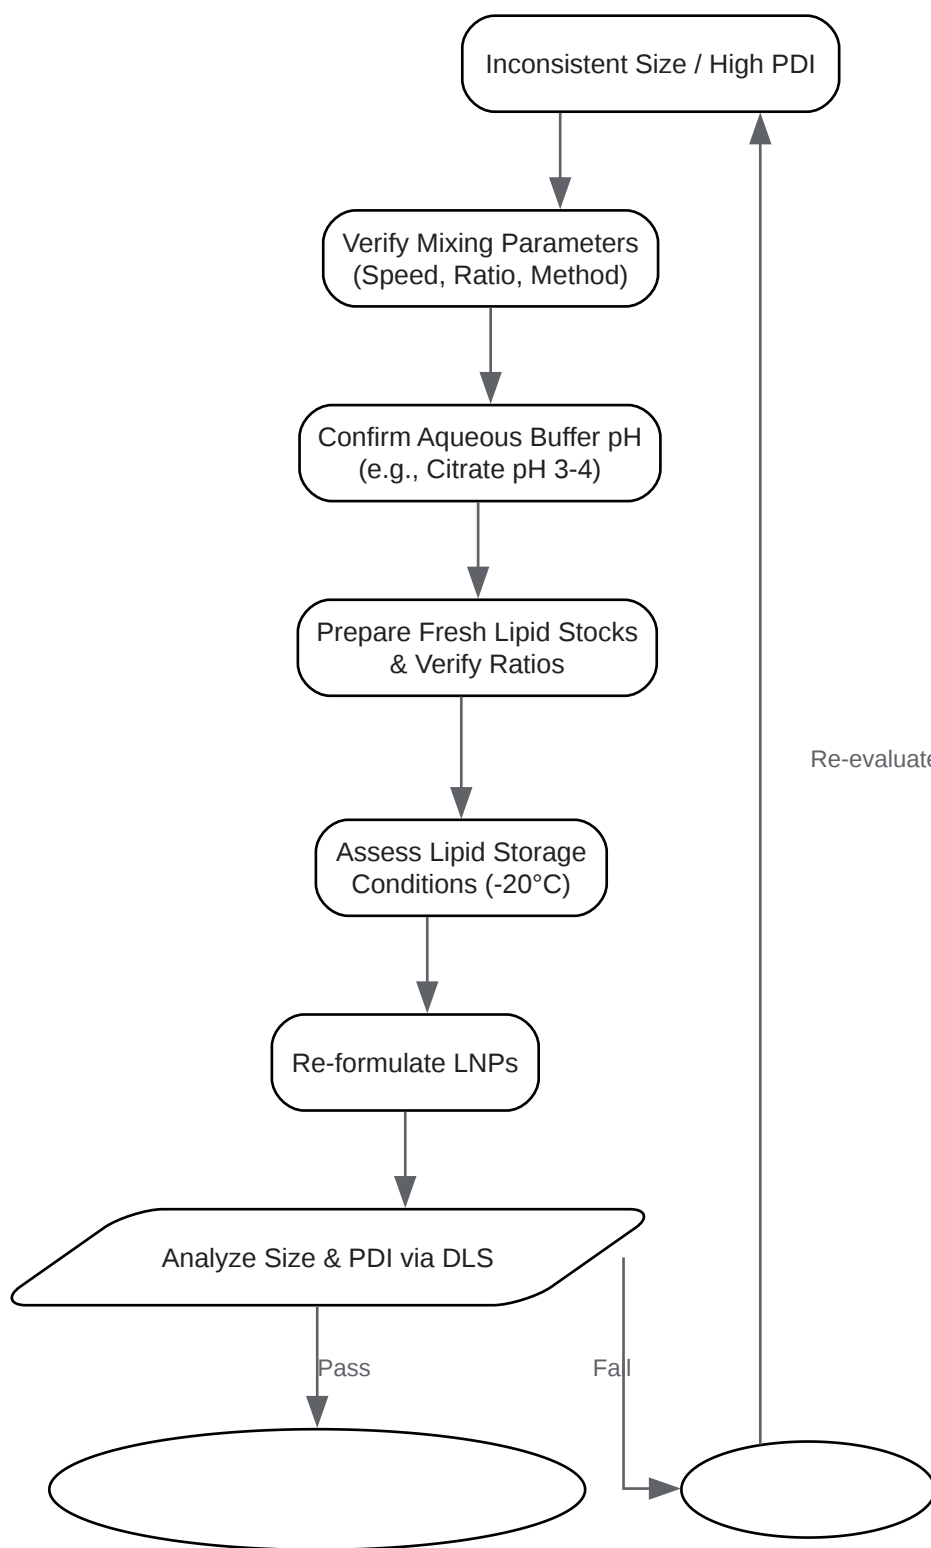 Inconsistent Size / High PDI
Verify Mixing Parameters
(Speed, Ratio, Method)
Confirm Aqueous Buffer pH
(e.g., Citrate pH 3-4)
Prepare Fresh Lipid Stocks
& Verify Ratios
Re-evaluate
Assess Lipid Storage
Conditions (-20°C)
Re-formulate LNPs
Analyze Size & PDI via DLS
Pass
Fail